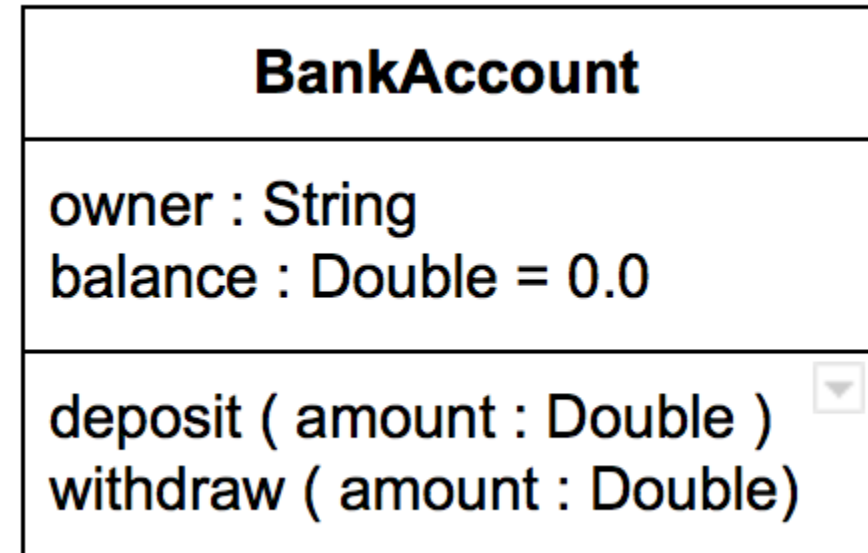 BankAccount
owner : String
balance : Double = 0.0
deposit ( amount : Double )
withdraw ( amount : Double)